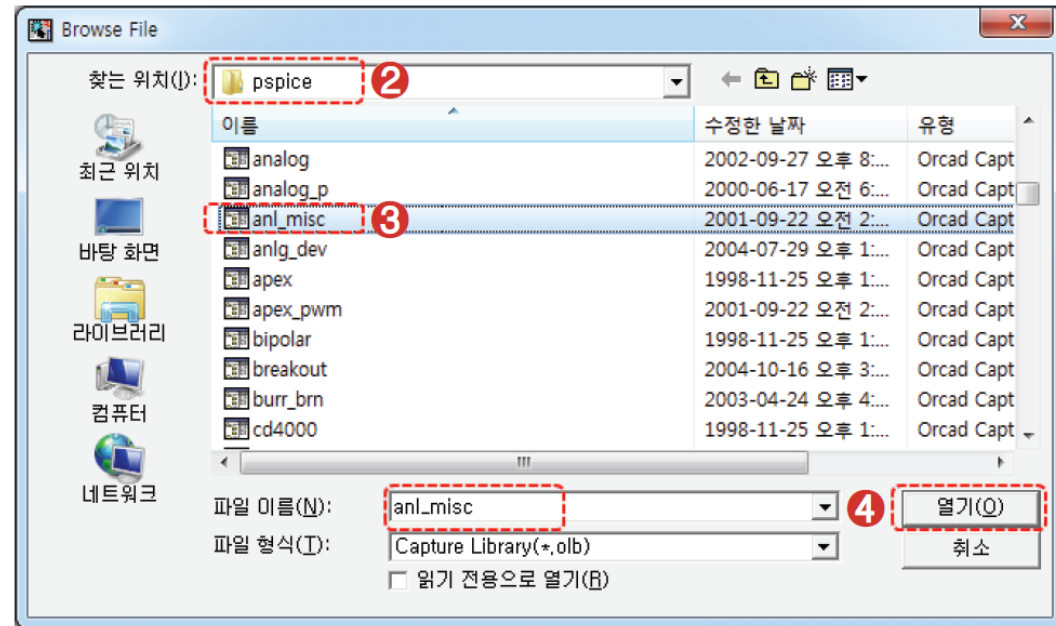 Browse File
찾는 위치(I): pspice ❷
이름 수정한 날짜 유형
analog 2002-09-27 오후 8:... Orcad Capt
analog_p 2000-06-17 오전 6:... Orcad Capt
anl_misc ❸ 2001-09-22 오전 2:... Orcad Capt
anlg_dev 2004-07-29 오후 1:... Orcad Capt
apex 1998-11-25 오후 1:... Orcad Capt
apex_pwm 2001-09-22 오전 2:... Orcad Capt
bipolar 1998-11-25 오후 1:... Orcad Capt
breakout 2004-10-16 오후 3:... Orcad Capt
burr_brn 2003-04-24 오후 4:... Orcad Capt
cd4000 1998-11-25 오후 1:... Orcad Capt
최근 위치
바탕 화면
라이브러리
컴퓨터
네트워크
파일 이름(N): anl_misc ❹ 열기(O)
파일 형식(T): Capture Library(*.olb) 취소
읽기 전용으로 열기(R)